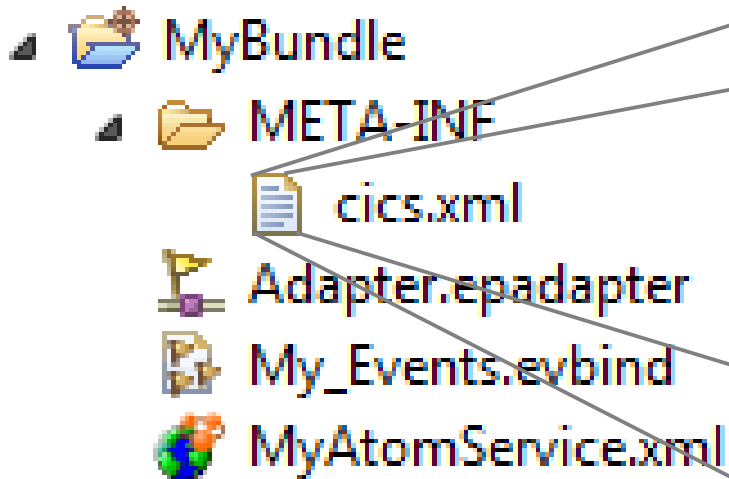 MyBundle
META-INF
cics.xml
Adapter.epadapter
My_Events.evbind
MyAtomService.xml